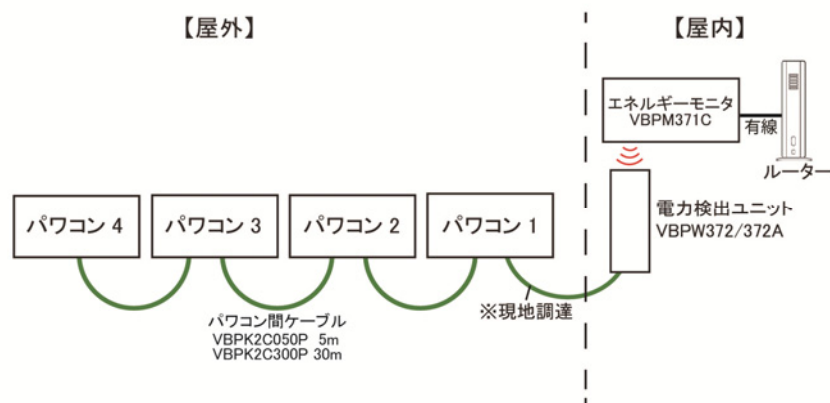 【屋外】
【屋内】
エネルギーモニタ
VBPM371C
有線
ルーター
電力検出ユニット
VBPW372/372A
パワコン 4
パワコン 3
パワコン 2
パワコン 1
※現地調達
パワコン間ケーブル
VBPK2C050P 5m
VBPK2C300P 30m